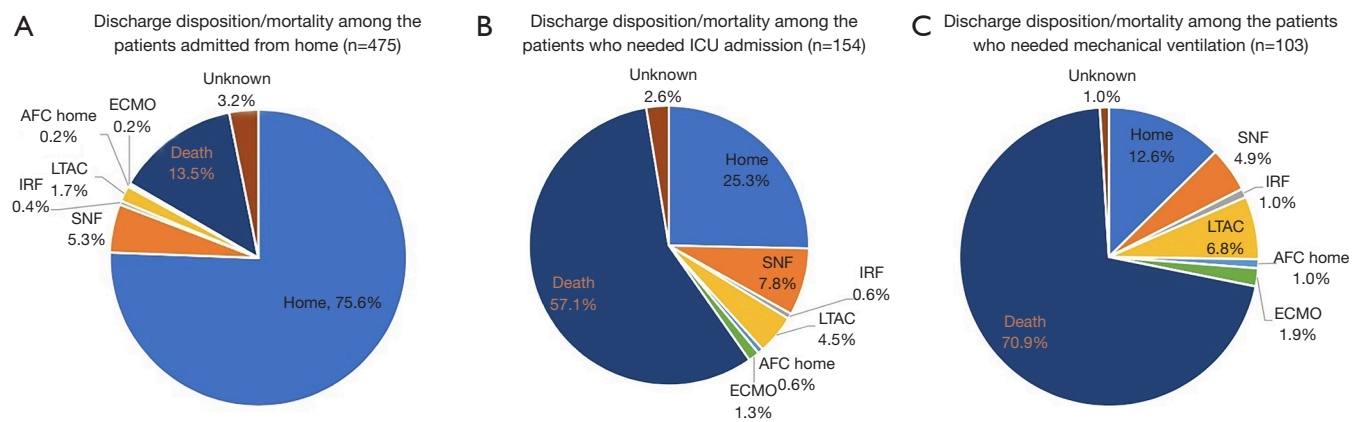 A
Discharge disposition/mortality among the
patients admitted from home (n=475)
Unknown
3.2%
ECMO
0.2%
AFC home
0.2%
Death
13.5%
LTAC
1.7%
IRF
0.4%
SNF
5.3%
Home, 75.6%
B
Discharge disposition/mortality among the
patients who needed ICU admission (n=154)
Unknown
2.6%
Home
25.3%
SNF
7.8%
IRF
0.6%
Death
57.1%
LTAC
4.5%
AFC home
0.6%
ECMO
1.3%
C
Discharge disposition/mortality among the patients
who needed mechanical ventilation (n=103)
Unknown
1.0%
Home
12.6%
SNF
4.9%
IRF
1.0%
LTAC
6.8%
AFC home
1.0%
ECMO
1.9%
Death
70.9%